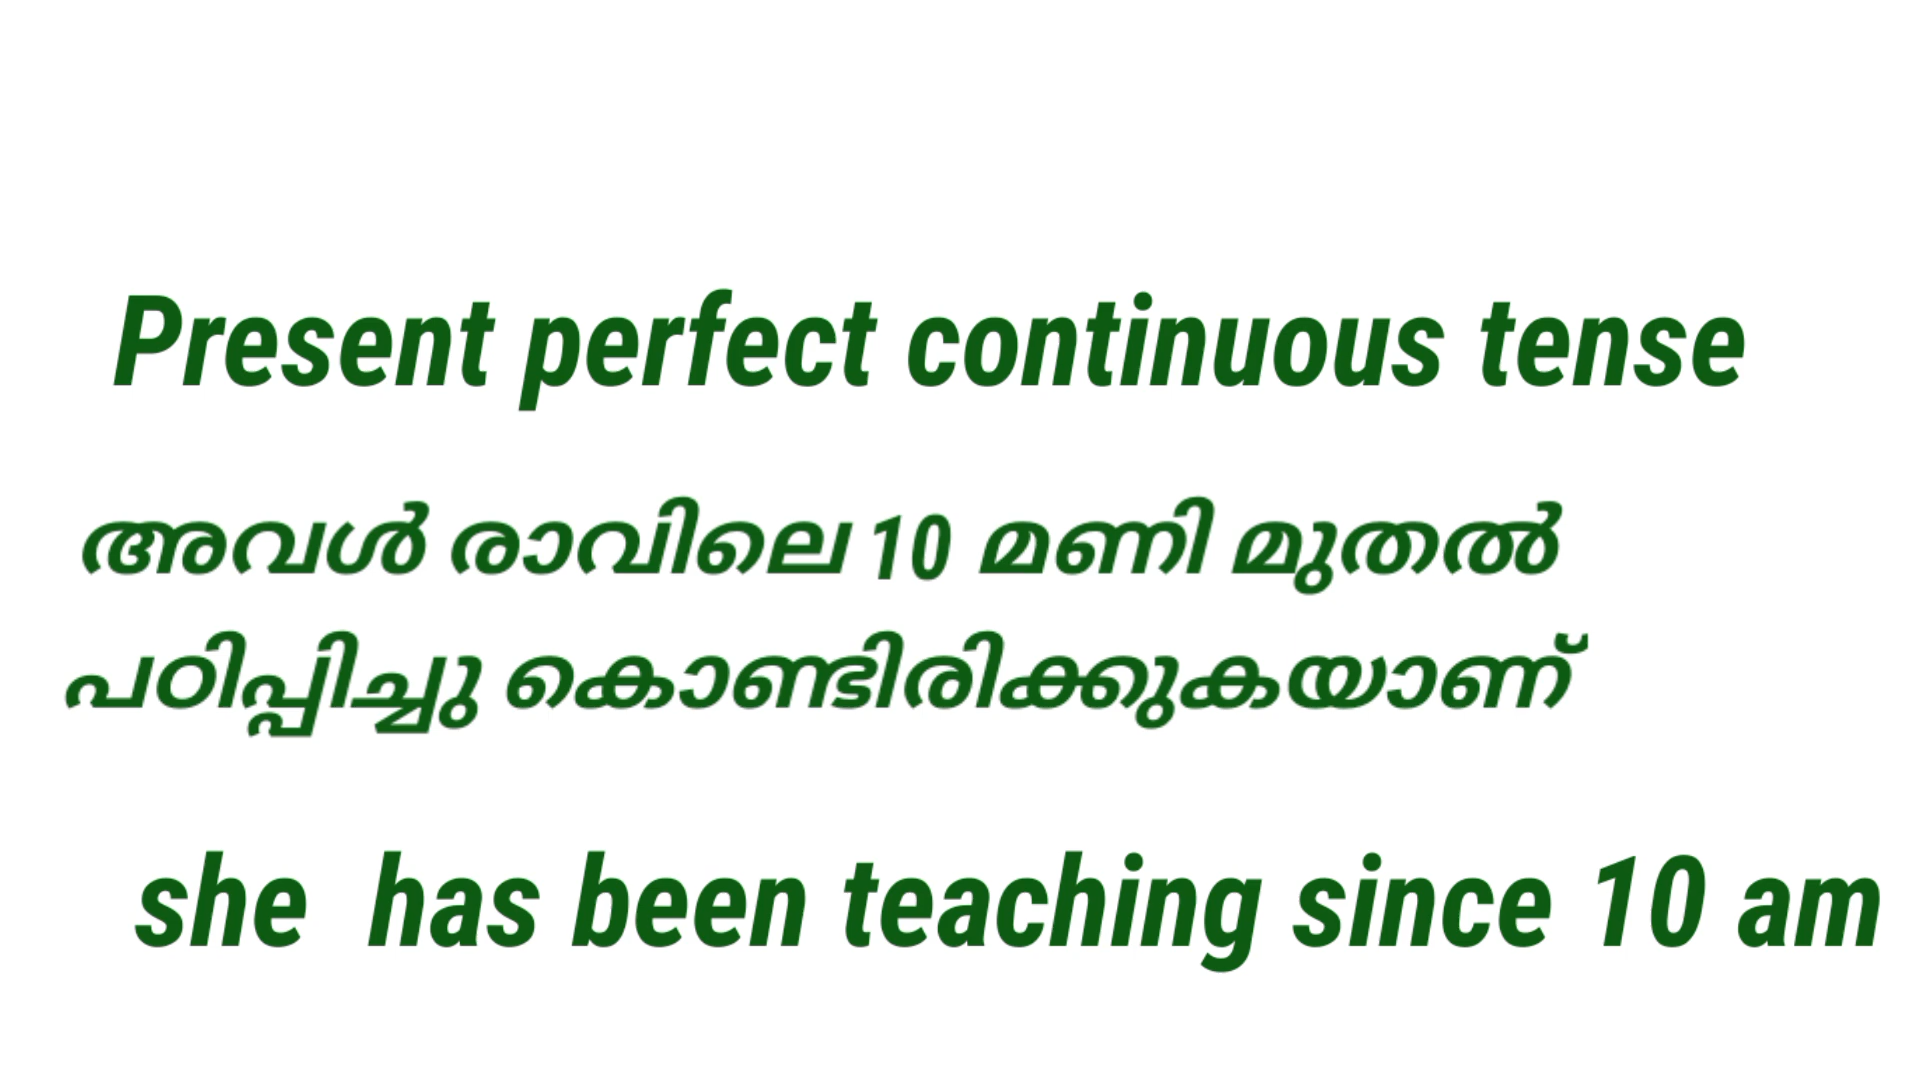 Present perfect continuous tense
അവൾ രാവിലെ 10 മണി മുതൽ
പഠിപ്പിച്ചു കൊണ്ടിരിക്കുകയാണ്
she has been teaching since 10 am